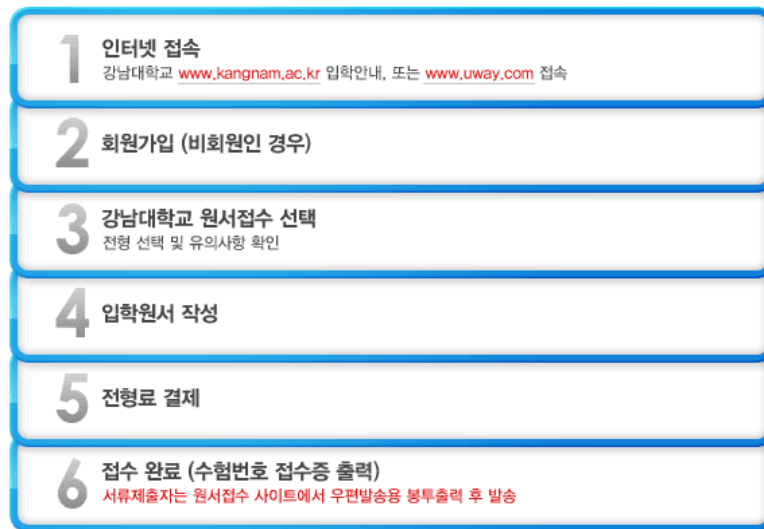 1 인터넷 접속
강남대학교 www.kangnam.ac.kr 입학안내, 또는 www.uway.com 접속
2 회원가입 (비회원인 경우)
3 강남대학교 원서접수 선택
전형 선택 및 유의사항 확인
4 입학원서 작성
5 전형료 결제
6 접수 완료 (수험번호 접수증 출력)
서류제출자는 원서접수 사이트에서 우편발송용 봉투출력 후 발송